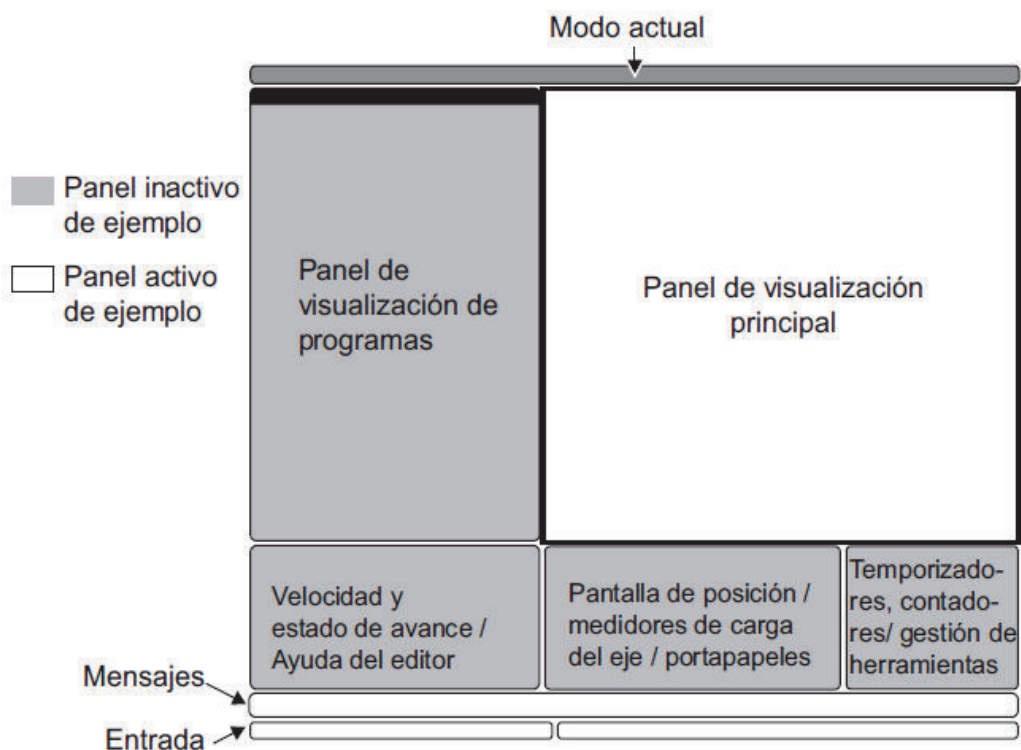 Modo actual
Panel inactivo
de ejemplo
Panel activo
de ejemplo
Panel de
visualización de
programas
Panel de visualización
principal
Velocidad y
estado de avance /
Ayuda del editor
Pantalla de posición /
medidores de carga
del eje / portapapeles
Temporizado-
res, contado-
res/ gestión de
herramientas
Mensajes
Entrada